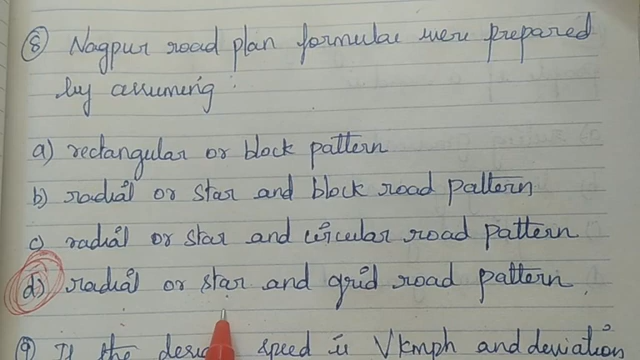 ⑧ Nagpur road plan formulae were prepared
by assuming :
a) rectangular or block pattern
b) radial or star and block road pattern
c) radial or star and circular road pattern
d) radial or star and grid road pattern
⑨ If the design speed is V kmph and deviation